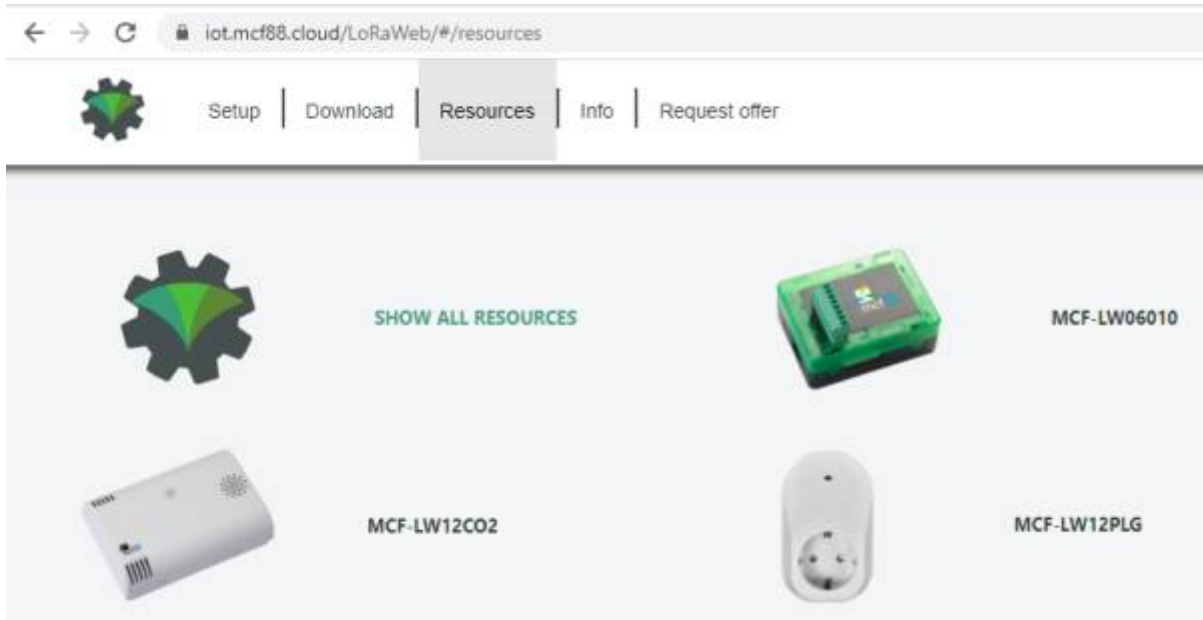 iot.mcf88.cloud/LoRaWeb/#/resources
Setup Download Resources Info Request offer
SHOW ALL RESOURCES
MCF-LW06010
MCF-LW12CO2
MCF-LW12PLG